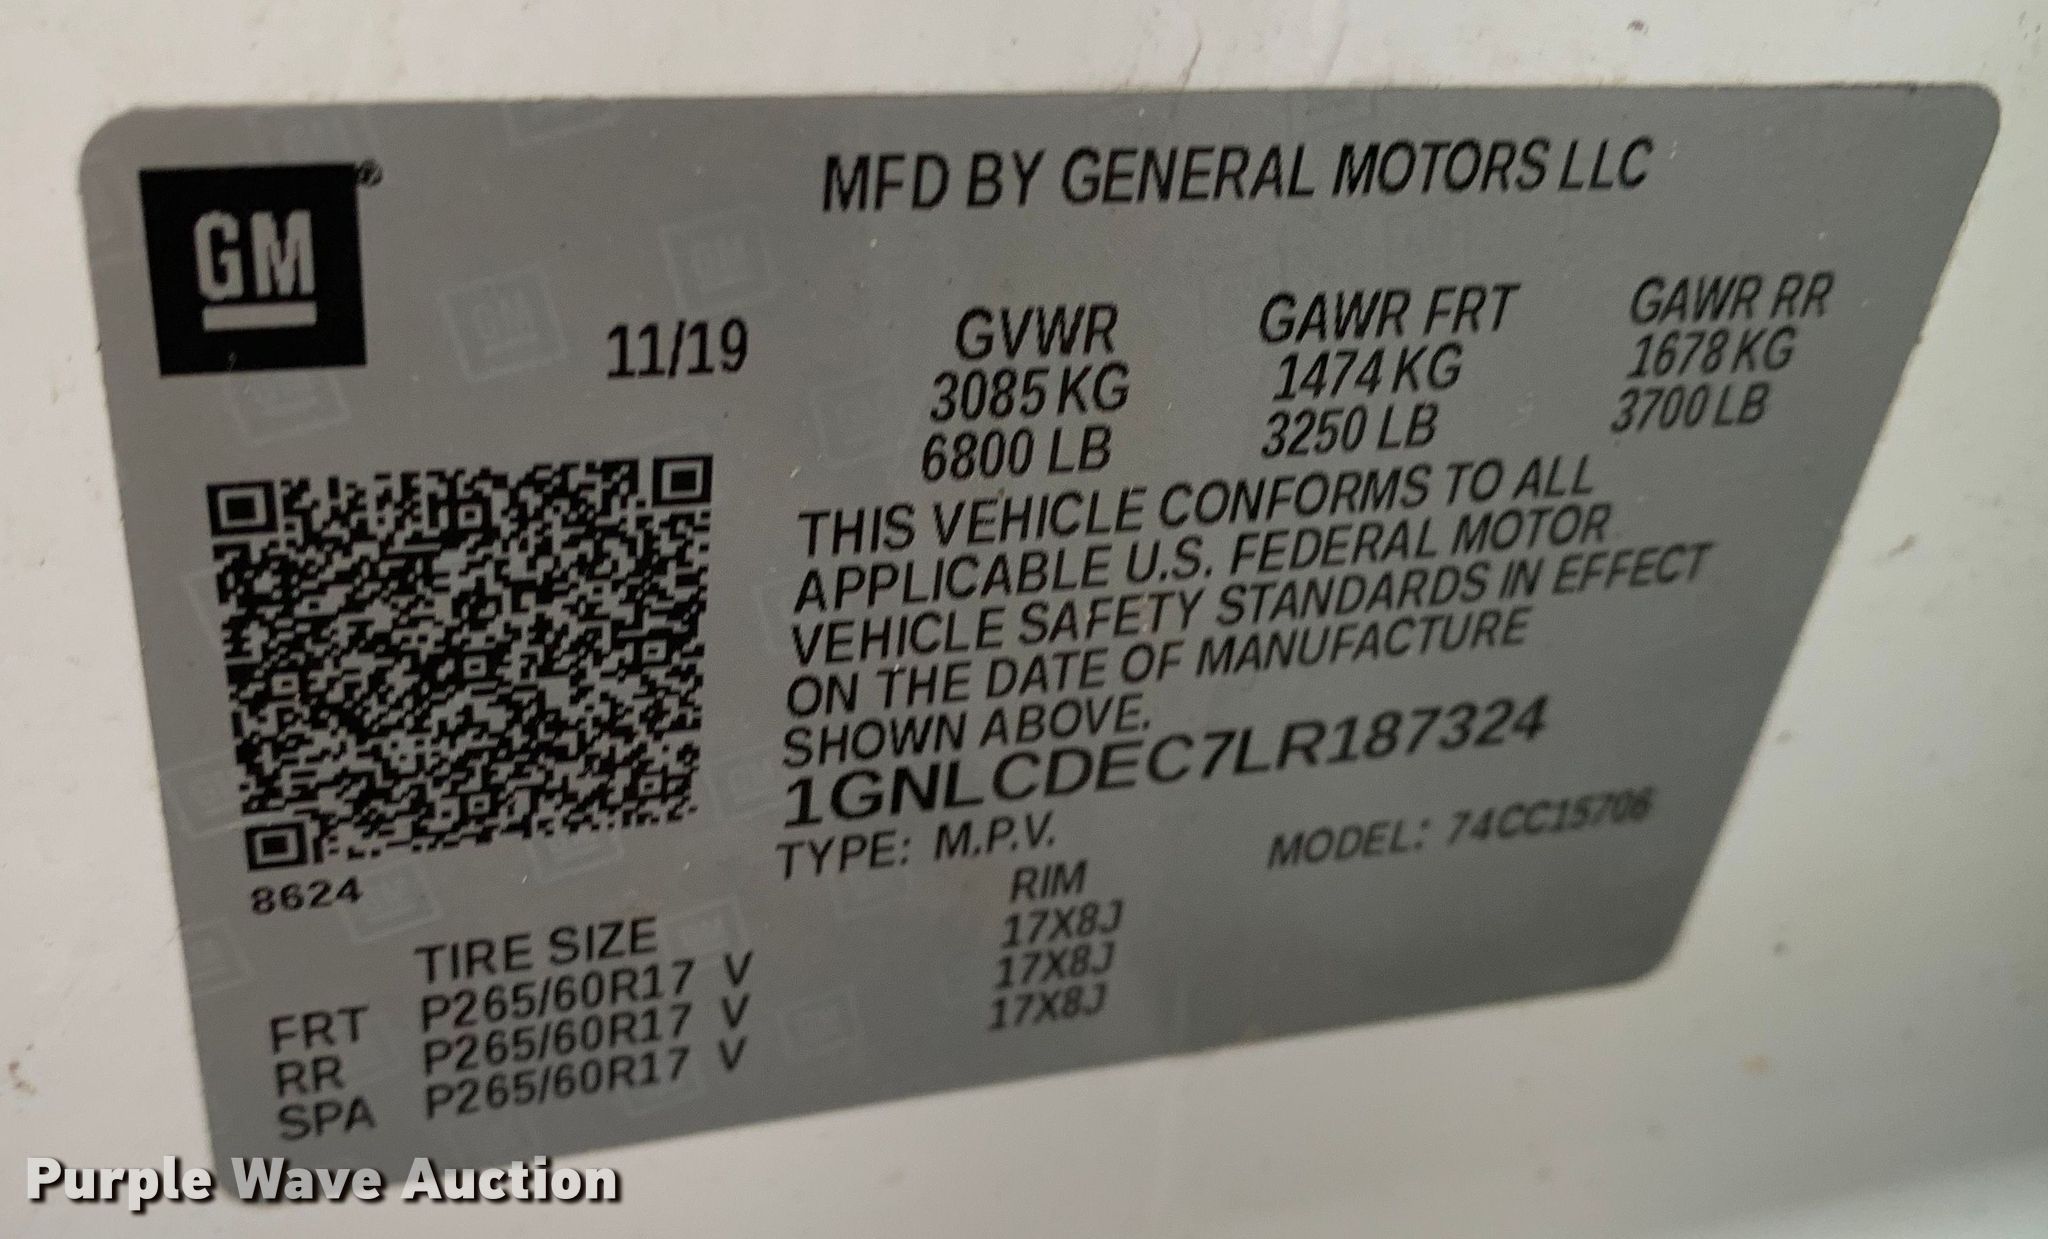 GM®
MFD BY GENERAL MOTORS LLC
11/19
GVWR GAWR FRT GAWR RR
3085 KG 1474 KG 1678 KG
6800 LB 3250 LB 3700 LB
THIS VEHICLE CONFORMS TO ALL
APPLICABLE U.S. FEDERAL MOTOR
VEHICLE SAFETY STANDARDS IN EFFECT
ON THE DATE OF MANUFACTURE
SHOWN ABOVE.
1GNLCDEC7LR187324
TYPE: M.P.V. MODEL: 74CC15706
8624
TIRE SIZE RIM
FRT P265/60R17 V 17X8J
RR P265/60R17 V 17X8J
SPA P265/60R17 V 17X8J
Purple Wave Auction